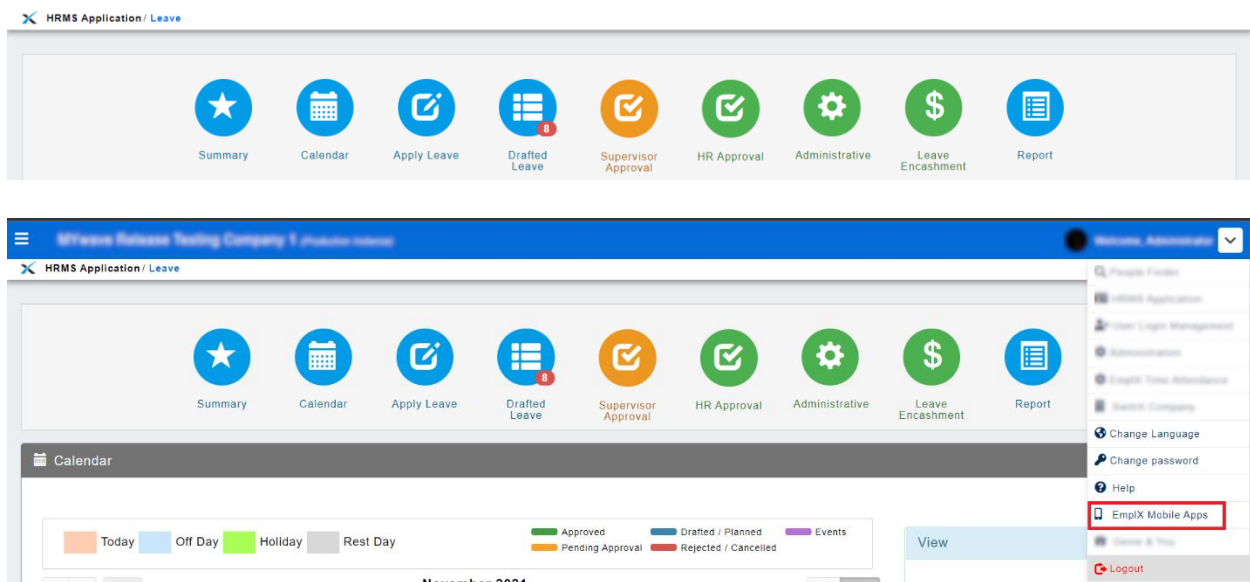 HRMS Application / Leave
8
Summary Calendar Apply Leave Drafted Leave Supervisor Approval HR Approval Administrative Leave Encashment Report
HRMS Application / Leave
8
Summary Calendar Apply Leave Drafted Leave Supervisor Approval HR Approval Administrative Leave Encashment Report
Change Language
Change password
Help
EmplX Mobile Apps
Logout
Calendar
Today Off Day Holiday Rest Day
Approved Drafted / Planned Events
Pending Approval Rejected / Cancelled
View
November 2021